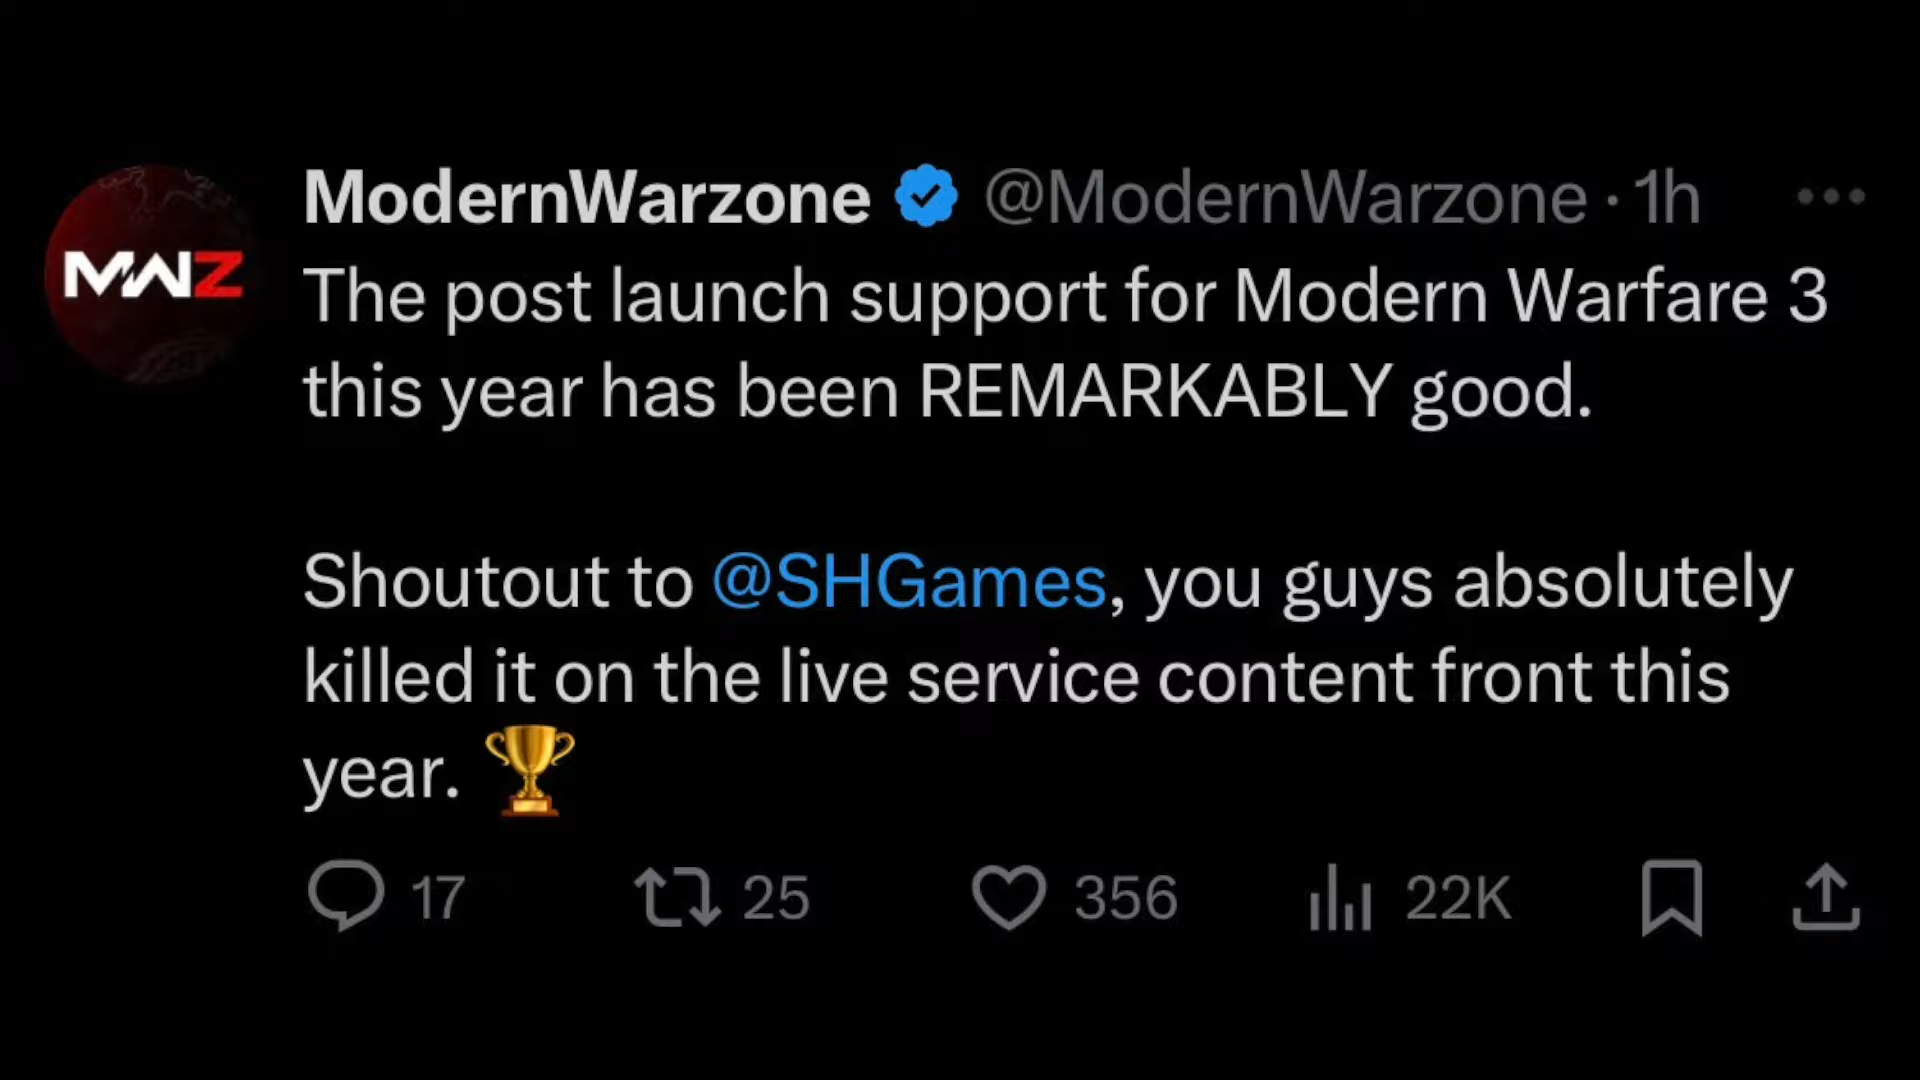 ModernWarzone @ModernWarzone · 1h
MWZ
The post launch support for Modern Warfare 3
this year has been REMARKABLY good.
Shoutout to @SHGames, you guys absolutely
killed it on the live service content front this
year. 🏆
17 25 356 22K